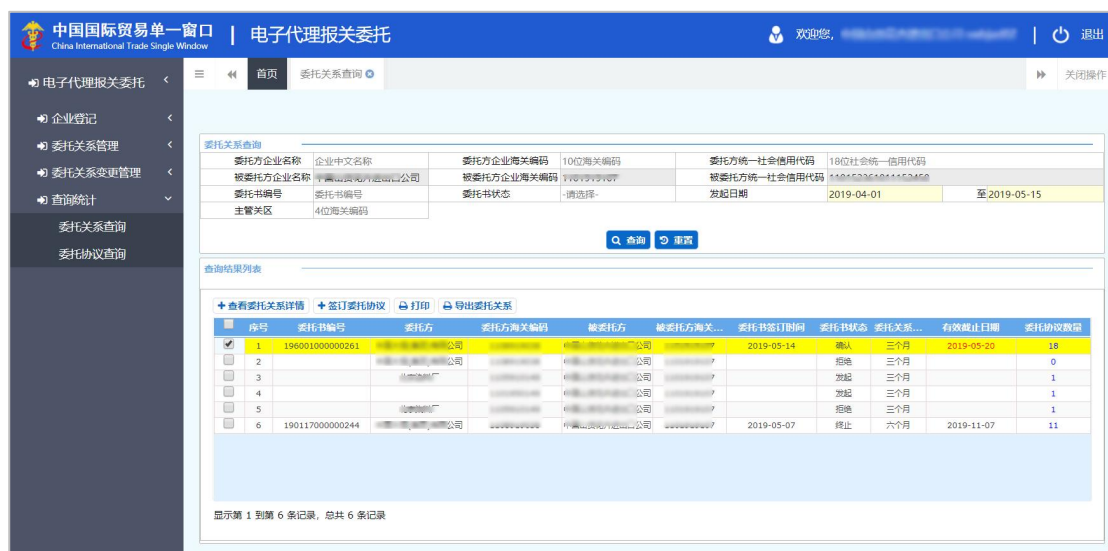 中国国际贸易单一窗口 | 电子代理报关委托 欢迎您, | 退出
China International Trade Single Window
电子代理报关委托 首页 委托关系查询 关闭操作
企业登记
委托关系管理
委托关系变更管理
查询统计
委托关系查询
委托协议查询
委托关系查询
委托方企业名称 企业中文名称 委托方企业海关编码 10位海关编码 委托方统一社会信用代码 18位社会统一信用代码
被委托方企业名称 公司 被委托方企业海关编码 被委托方统一社会信用代码
委托书编号 委托书编号 委托书状态 -请选择- 发起日期 2019-04-01 至 2019-05-15
主管关区 4位海关编码
查询 重置
查询结果列表
查看委托关系详情 签订委托协议 打印 导出委托关系
序号 委托书编号 委托方 委托方海关编码 被委托方 被委托方海关... 委托书签订时间 委托书状态 委托关系... 有效截止日期 委托协议数量
1 196001000000261 公司 公司 2019-05-14 确认 三个月 2019-05-20 18
2 公司 公司 拒绝 三个月 0
3 厂 公司 发起 三个月 1
4 公司 发起 三个月 1
5 厂 公司 拒绝 三个月 1
6 190117000000244 公司 公司 2019-05-07 终止 六个月 2019-11-07 11
显示第 1 到第 6 条记录, 总共 6 条记录